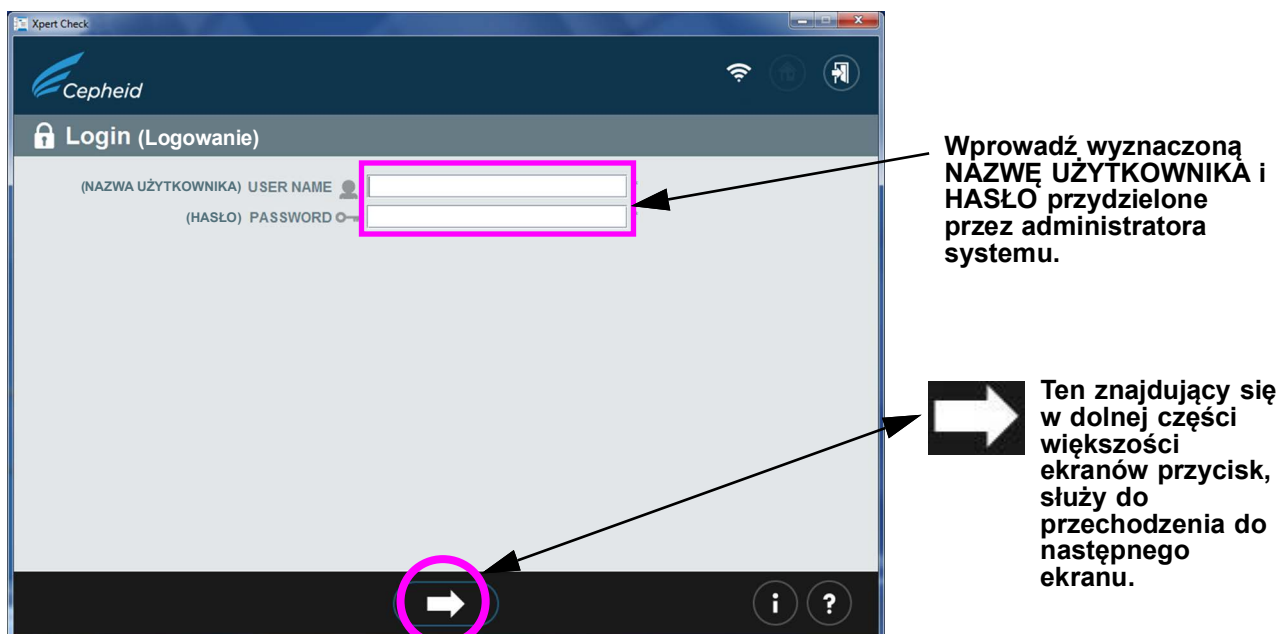 Xpert Check
Cepheid
Login (Logowanie)
(NAZWA UŻYTKOWNIKA) USER NAME
(HASŁO) PASSWORD
Wprowadź wyznaczoną
NAZWĘ UŻYTKOWNIKA i
HASŁO przydzielone
przez administratora
systemu.
Ten znajdujący się
w dolnej części
większości
ekranów przycisk,
służy do
przechodzenia do
następnego
ekranu.
i ?